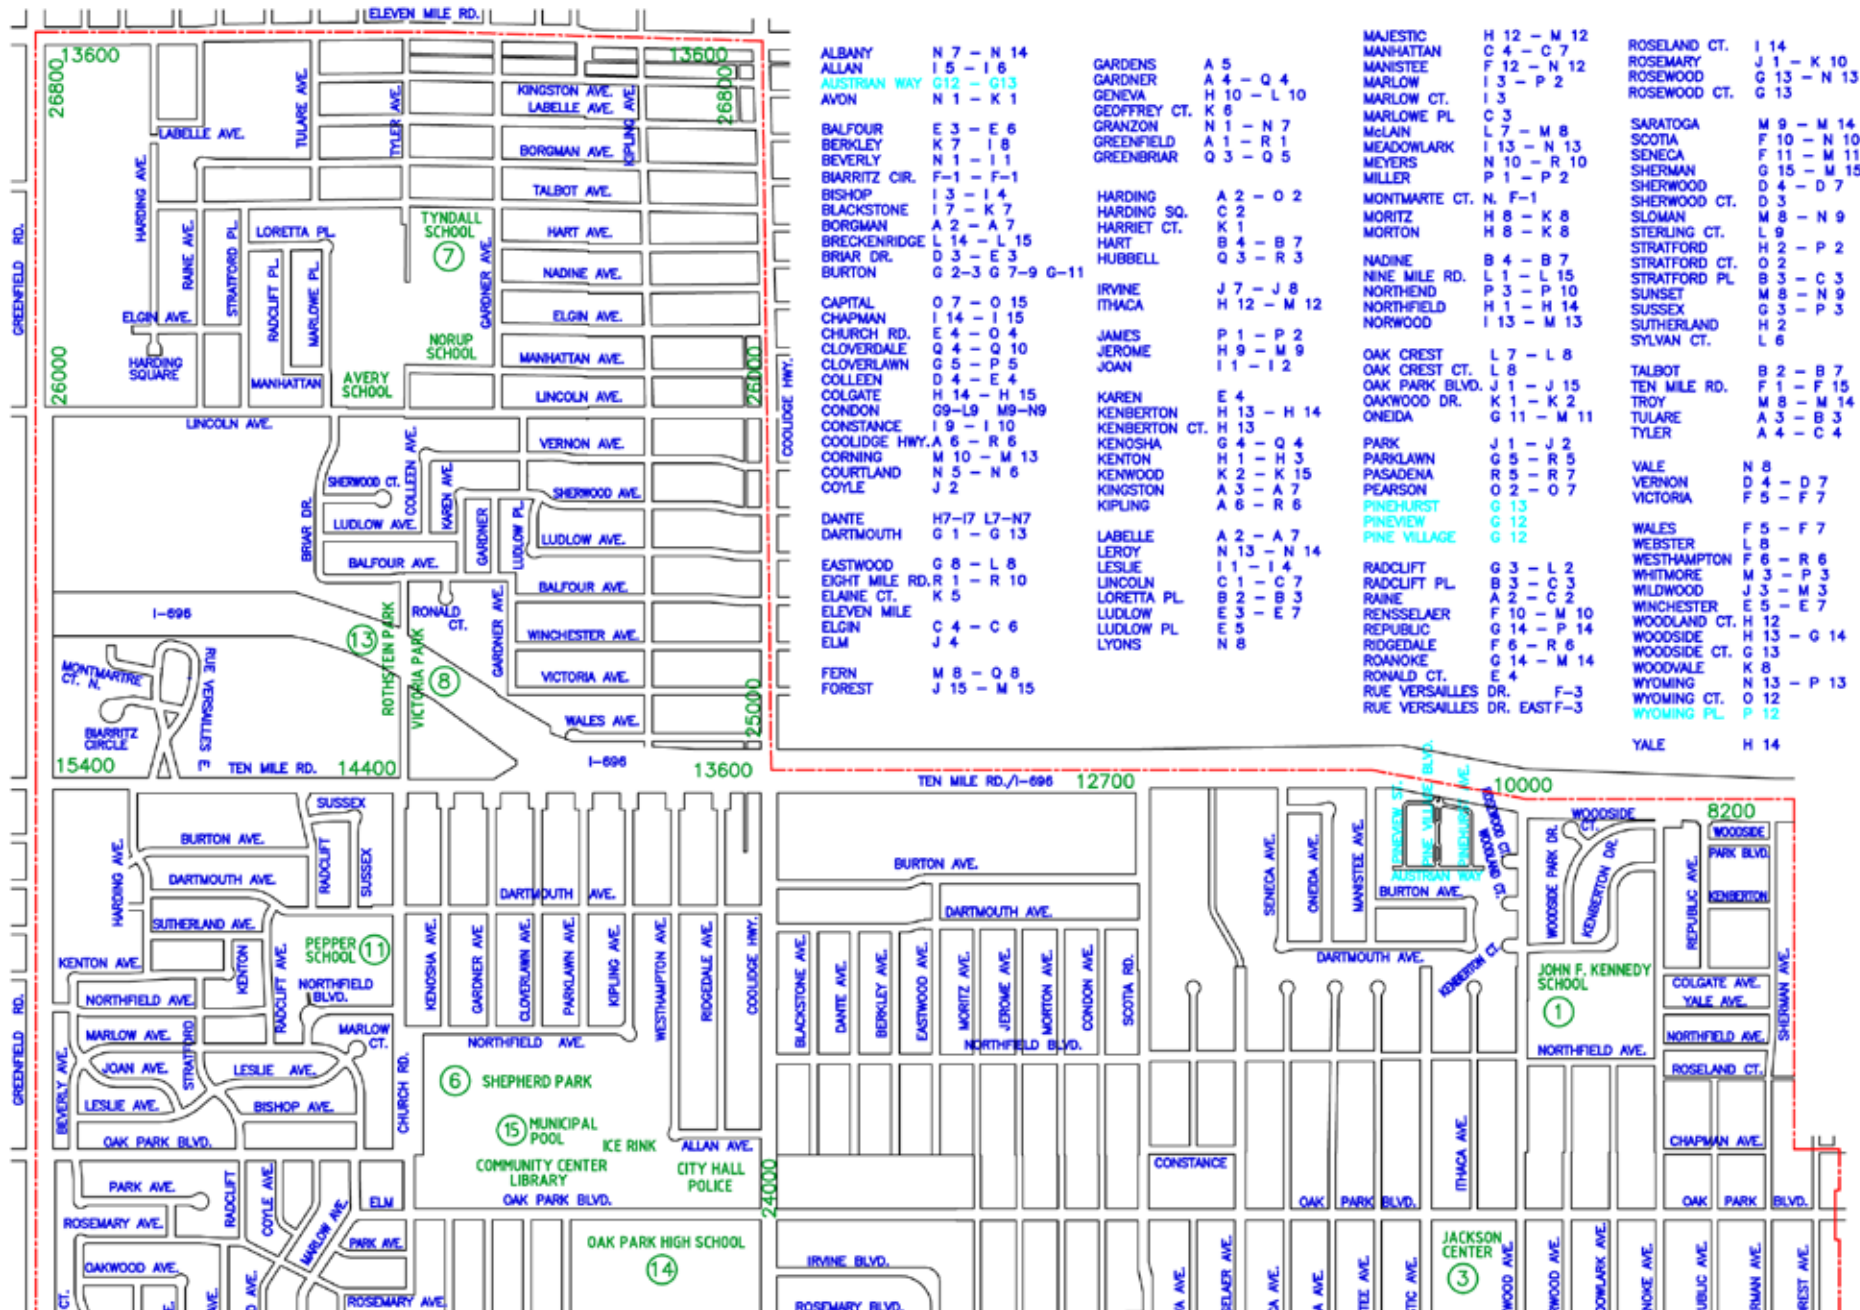 ELEVEN MILE RD.
13600
13600
26800
26800
KINGSTON AVE.
LABELLE AVE.
TULARE AVE.
TYLER AVE.
KIPLING AVE.
LABELLE AVE.
BORGMAN AVE.
HARDING AVE.
TALBOT AVE.
GREENFIELD RD.
RAINE AVE.
STRATFORD PL.
LORETTA PL.
TYNDALL
SCHOOL
7
HART AVE.
RADCLIFT PL.
MARLOWE PL.
GARDNER AVE.
NADINE AVE.
ELGIN AVE.
ELGIN AVE.
NORUP
SCHOOL
HARDING
SQUARE
MANHATTAN AVE.
26000
26000
MANHATTAN
AVERY
SCHOOL
LINCOLN AVE.
COOLIDGE HWY.
LINCOLN AVE.
VERNON AVE.
COLLEEN AVE.
SHERWOOD CT.
KAREN AVE.
SHERWOOD AVE.
BRIAR DR.
LUDLOW AVE.
GARDNER
LUDLOW PL.
LUDLOW AVE.
BALFOUR AVE.
BALFOUR AVE.
I-696
RONALD
CT.
ROTHSTEIN PARK
13
VICTORIA PARK
8
GARDNER AVE.
WINCHESTER AVE.
MONTMARTRE
CT. N.
RUE VERSAILLES E.
VICTORIA AVE.
BIARRITZ
CIRCLE
WALES AVE.
25000
15400
TEN MILE RD.
14400
I-696
13600
ALBANY N 7 - N 14
ALLAN I 5 - I 6
AUSTRIAN WAY G12 - G13
AVON N 1 - K 1
BALFOUR E 3 - E 6
BERKLEY K 7 I 8
BEVERLY N 1 - I 1
BIARRITZ CIR. F-1 - F-1
BISHOP I 3 - I 4
BLACKSTONE I 7 - K 7
BORGMAN A 2 - A 7
BRECKENRIDGE L 14 - L 15
BRIAR DR. D 3 - E 3
BURTON G 2-3 G 7-9 G-11
CAPITAL O 7 - O 15
CHAPMAN I 14 - I 15
CHURCH RD. E 4 - O 4
CLOVERDALE Q 4 - Q 10
CLOVERLAWN G 5 - P 5
COLLEEN D 4 - E 4
COLGATE H 14 - H 15
CONDON G9-L9 M9-N9
CONSTANCE I 9 - I 10
COOLIDGE HWY. A 6 - R 6
CORNING M 10 - M 13
COURTLAND N 5 - N 6
COYLE J 2
DANTE H7-I7 L7-N7
DARTMOUTH G 1 - G 13
EASTWOOD G 8 - L 8
EIGHT MILE RD. R 1 - R 10
ELAINE CT. K 5
ELEVEN MILE
ELGIN C 4 - C 6
ELM J 4
FERN M 8 - Q 8
FOREST J 15 - M 15
GARDENS A 5
GARDNER A 4 - Q 4
GENEVA H 10 - L 10
GEOFFREY CT. K 6
GRANZON N 1 - N 7
GREENFIELD A 1 - R 1
GREENBRIAR Q 3 - Q 5
HARDING A 2 - O 2
HARDING SQ. C 2
HARRIET CT. K 1
HART B 4 - B 7
HUBBELL Q 3 - R 3
IRVINE J 7 - J 8
ITHACA H 12 - M 12
JAMES P 1 - P 2
JEROME H 9 - M 9
JOAN I 1 - I 2
KAREN E 4
KENBERTON H 13 - H 14
KENBERTON CT. H 13
KENOSHA G 4 - Q 4
KENTON H 1 - H 3
KENWOOD K 2 - K 15
KINGSTON A 3 - A 7
KIPLING A 6 - R 6
LABELLE A 2 - A 7
LEROY N 13 - N 14
LESLIE I 1 - I 4
LINCOLN C 1 - C 7
LORETTA PL. B 2 - B 3
LUDLOW E 3 - E 7
LUDLOW PL E 5
LYONS N 8
MAJESTIC H 12 - M 12
MANHATTAN C 4 - C 7
MANISTEE F 12 - N 12
MARLOW I 3 - P 2
MARLOW CT. I 3
MARLOWE PL C 3
McLAIN L 7 - M 8
MEADOWLARK I 13 - N 13
MEYERS N 10 - R 10
MILLER P 1 - P 2
MONTMARTE CT. N. F-1
MORITZ H 8 - K 8
MORTON H 8 - K 8
NADINE B 4 - B 7
NINE MILE RD. L 1 - L 15
NORTHEND P 3 - P 10
NORTHFIELD H 1 - H 14
NORWOOD I 13 - M 13
OAK CREST L 7 - L 8
OAK CREST CT. L 8
OAK PARK BLVD. J 1 - J 15
OAKWOOD DR. K 1 - K 2
ONEIDA G 11 - M 11
PARK J 1 - J 2
PARKLAWN G 5 - R 5
PASADENA R 5 - R 7
PEARSON O 2 - O 7
PINEHURST G 13
PINEVIEW G 12
PINE VILLAGE G 12
RADCLIFT G 3 - L 2
RADCLIFT PL. B 3 - C 3
RAINE A 2 - C 2
RENSSELAER F 10 - M 10
REPUBLIC G 14 - P 14
RIDGEDALE F 6 - R 6
ROANOKE G 14 - M 14
RONALD CT. E 4
RUE VERSAILLES DR. F-3
RUE VERSAILLES DR. EAST F-3
ROSELAND CT. I 14
ROSEMARY J 1 - K 10
ROSEWOOD G 13 - N 13
ROSEWOOD CT. G 13
SARATOGA M 9 - M 14
SCOTIA F 10 - N 10
SENECA F 11 - M 11
SHERMAN G 15 - M 15
SHERWOOD D 4 - D 7
SHERWOOD CT. D 3
SLOMAN M 8 - N 9
STERLING CT. L 9
STRATFORD H 2 - P 2
STRATFORD CT. O 2
STRATFORD PL B 3 - C 3
SUNSET M 8 - N 9
SUSSEX G 3 - P 3
SUTHERLAND H 2
SYLVAN CT. L 6
TALBOT B 2 - B 7
TEN MILE RD. F 1 - F 15
TROY M 8 - M 14
TULARE A 3 - B 3
TYLER A 4 - C 4
VALE N 8
VERNON D 4 - D 7
VICTORIA F 5 - F 7
WALES F 5 - F 7
WEBSTER L 8
WESTHAMPTON F 6 - R 6
WHITMORE M 3 - P 3
WILDWOOD J 3 - M 3
WINCHESTER E 5 - E 7
WOODLAND CT. H 12
WOODSIDE H 13 - G 14
WOODSIDE CT. G 13
WOODVALE K 8
WYOMING N 13 - P 13
WYOMING CT. O 12
WYOMING PL. P 12
YALE H 14
TEN MILE RD./I-696
12700
10000
8200
SUSSEX
BURTON AVE.
RADCLIFT
SUSSEX
HARDING AVE.
DARTMOUTH AVE.
SUTHERLAND AVE.
DARTMOUTH AVE.
PEPPER
SCHOOL
11
KENTON AVE.
KENTON
RADCLIFT AVE.
NORTHFIELD
BLVD.
NORTHFIELD AVE.
GREENFIELD RD.
KENOSHA AVE.
GARDNER AVE
CLOVERLAWN AVE.
PARKLAWN AVE.
KIPLING AVE.
WESTHAMPTON AVE.
RIDGEDALE AVE.
COOLIDGE HWY.
MARLOW AVE.
STRATFORD
MARLOW
CT.
NORTHFIELD AVE.
BEVERLY AVE.
JOAN AVE.
LESLIE AVE.
CHURCH RD.
6
SHEPHERD PARK
LESLIE AVE.
BISHOP AVE.
15
MUNICIPAL
POOL
ICE RINK
OAK PARK BLVD.
ALLAN AVE.
COMMUNITY CENTER
LIBRARY
CITY HALL
POLICE
24000
OAK PARK BLVD.
PARK AVE.
RADCLIFT
COYLE AVE.
ELM
ROSEMARY AVE.
MARLOW AVE.
PARK AVE.
OAKWOOD AVE.
ROSEMARY AVE.
OAK PARK HIGH SCHOOL
14
BURTON AVE.
DARTMOUTH AVE.
BLACKSTONE AVE.
DANTE AVE.
BERKLEY AVE.
EASTWOOD AVE.
MORITZ AVE.
JEROME AVE.
MORTON AVE.
CONDON AVE.
SCOTIA RD.
NORTHFIELD BLVD.
IRVINE BLVD.
ROSEMARY BLVD.
SENECA AVE.
ONEIDA AVE.
MANISTEE AVE.
PINEVIEW ST.
PINE VILLAGE BLVD.
PINEHURST AVE.
AUSTRIAN WAY
ROSEWOOD CT.
WOODLAND CT.
BURTON AVE.
DARTMOUTH AVE.
KENBERTON CT.
WOODSIDE
CT.
WOODSIDE PARK DR.
KENBERTON DR.
REPUBLIC AVE.
WOODSIDE
PARK BLVD.
KENBERTON
SHERMAN AVE.
JOHN F. KENNEDY
SCHOOL
1
COLGATE AVE.
YALE AVE.
NORTHFIELD AVE.
NORTHFIELD AVE.
ROSELAND CT.
CHAPMAN AVE.
CONSTANCE
ITHACA AVE.
OAK PARK BLVD.
OAK PARK BLVD.
JACKSON
CENTER
3